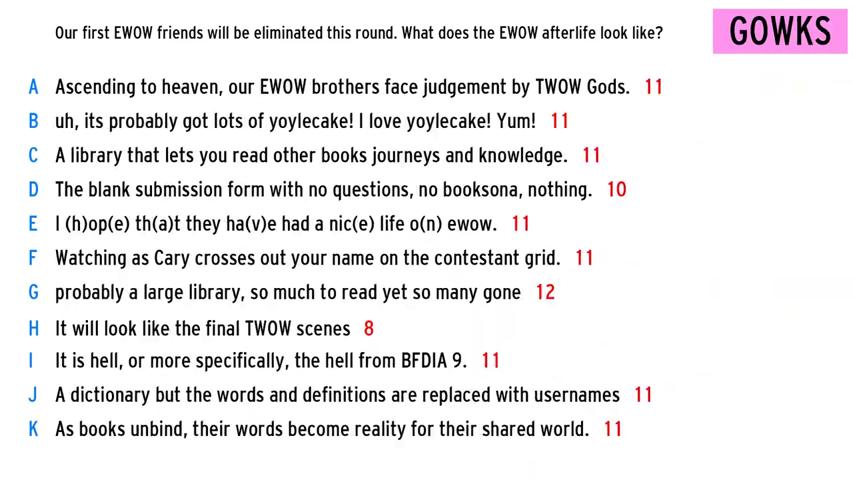 Our first EWOW friends will be eliminated this round. What does the EWOW afterlife look like?
GOWKS
A Ascending to heaven, our EWOW brothers face judgement by TWOW Gods. 11
B uh, its probably got lots of yoylecake! I love yoylecake! Yum! 11
C A library that lets you read other books journeys and knowledge. 11
D The blank submission form with no questions, no booksona, nothing. 10
E I (h)op(e) th(a)t they ha(v)e had a nic(e) life o(n) ewow. 11
F Watching as Cary crosses out your name on the contestant grid. 11
G probably a large library, so much to read yet so many gone 12
H It will look like the final TWOW scenes 8
I It is hell, or more specifically, the hell from BFDIA 9. 11
J A dictionary but the words and definitions are replaced with usernames 11
K As books unbind, their words become reality for their shared world. 11